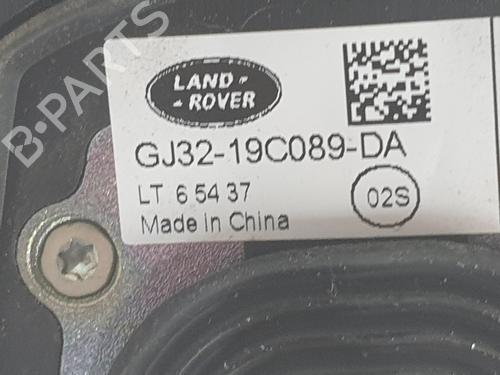 LAND-
-ROVER
GJ32-19C089-DA
LT 6 54 37
02S
Made in China
B-PARTS